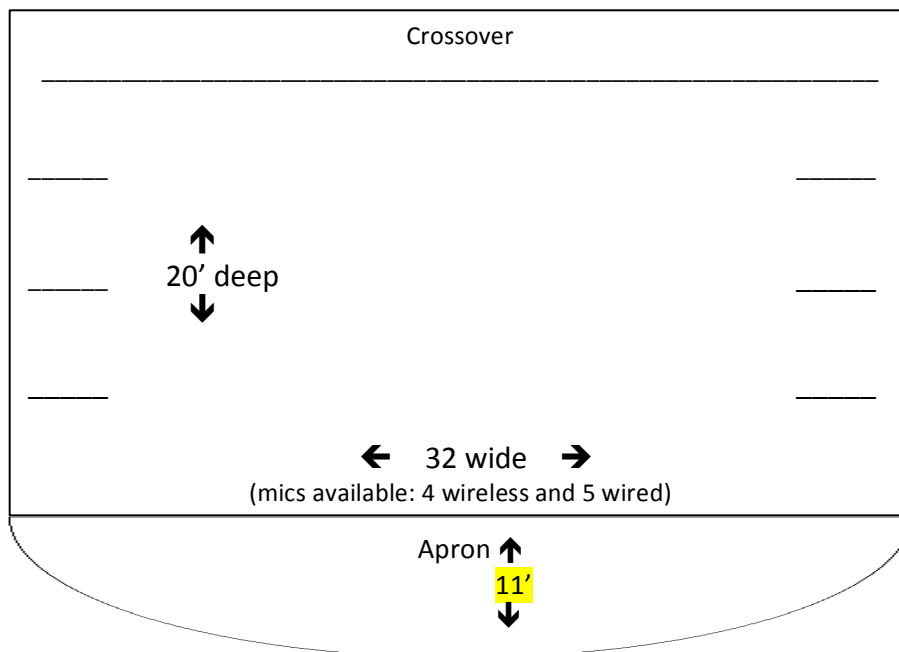 Crossover
20’ deep
32 wide
(mics available: 4 wireless and 5 wired)
Apron
11’